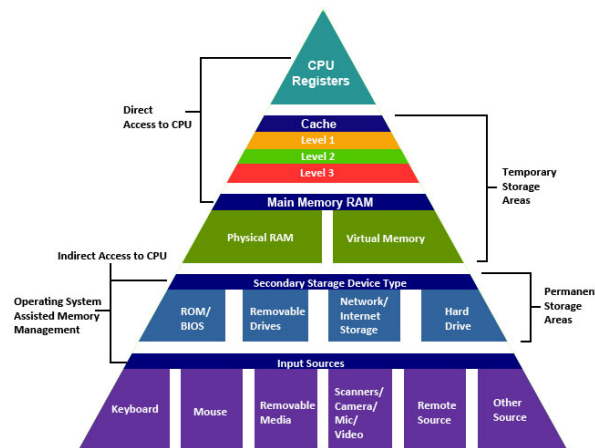 CPU
Registers
Direct
Access to CPU
Cache
Level 1
Level 2
Level 3
Temporary
Storage
Areas
Main Memory RAM
Physical RAM
Virtual Memory
Indirect Access to CPU
Secondary Starage Device Type
Operating System
Assisted Memory
Management
ROM/
BIOS
Removable
Drives
Network/
Internet
Storage
Hard
Drive
Permanent
Storage
Areas
Input Sources
Keyboard
Mouse
Removable
Media
Scanners/
Camera/
Mic/
Video
Remote
Source
Other
Source